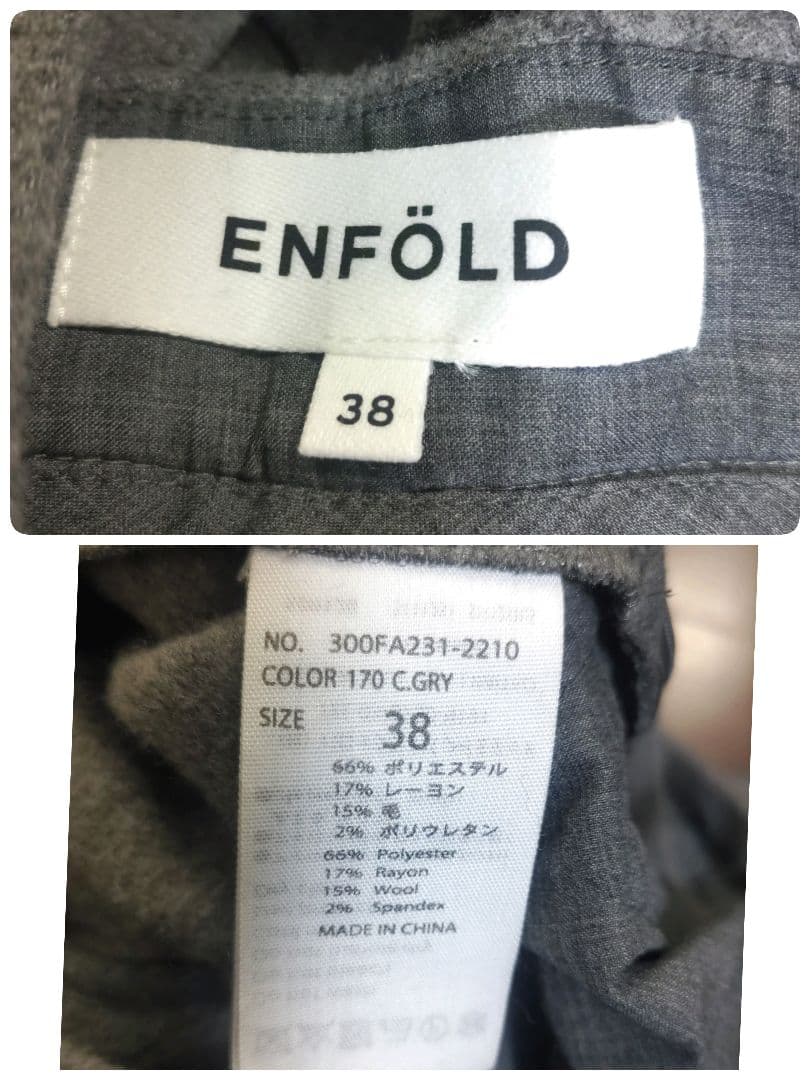 ENFÖLD
38
NO. 300FA231-2210
COLOR 170 C.GRY
SIZE 38
66% ポリエステル
17% レーヨン
15% 毛
2% ポリウレタン
66% Polyester
17% Rayon
15% Wool
2% Spandex
MADE IN CHINA